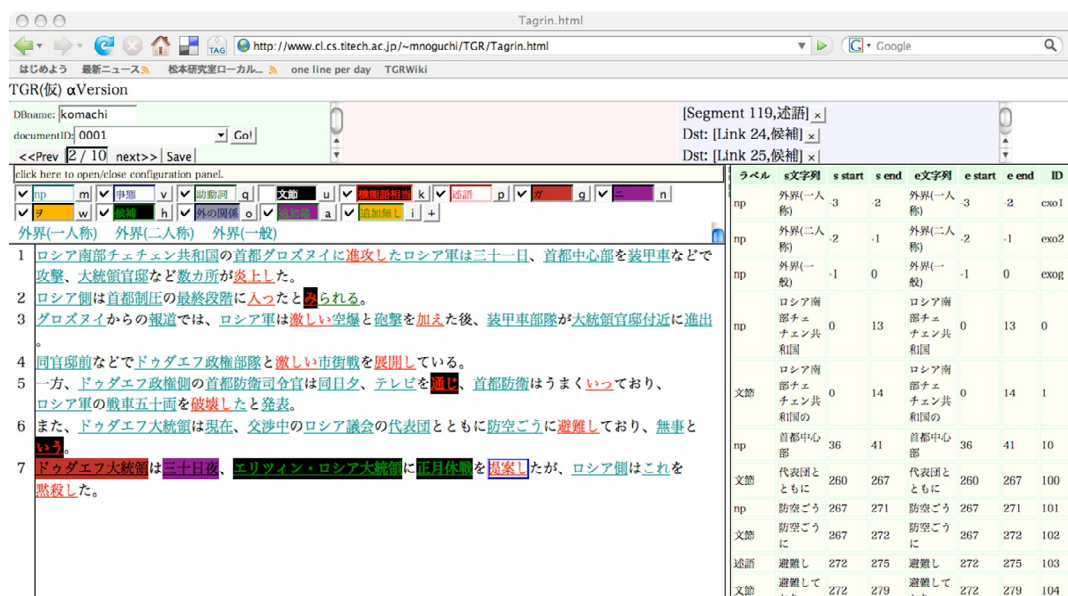 Tagrin.html
TAG http://www.cl.cs.titech.ac.jp/~mnoguchi/TGR/Tagrin.html G Google
はじめよう 最新ニュース 松本研究室ローカル... one line per day TGRWiki
TGR(仮) αVersion
DBname: komachi
documentID: 0001 Go!
<<Prev 2 / 10 next>> Save
[Segment 119,述語] x
Dst: [Link 24,候補] x
Dst: [Link 25,候補] x
click here to open/close configuration panel.
np m 事態 v 助動詞 q 文節 u 機能語相当 k 述語 p ガ g ニ n
ヲ w 候補 h 外の関係 o a 追加無し i +
外界(一人称) 外界(二人称) 外界(一般)
1 ロシア南部チェチェン共和国の首都グロズヌイに進攻したロシア軍は三十一日、首都中心部を装甲車などで
攻撃、大統領官邸など数カ所が炎上した。
2 ロシア側は首都制圧の最終段階に入ったとみられる。
3 グロズヌイからの報道では、ロシア軍は激しい空爆と砲撃を加えた後、装甲車部隊が大統領官邸付近に進出
。
4 同官邸前などでドゥダエフ政権部隊と激しい市街戦を展開している。
5 一方、ドゥダエフ政権側の首都防衛司令官は同日夕、テレビを通じ、首都防衛はうまくいっており、
ロシア軍の戦車五十両を破壊したと発表。
6 また、ドゥダエフ大統領は現在、交渉中のロシア議会の代表団とともに防空ごうに避難しており、無事と
いう。
7 ドゥダエフ大統領は三十日夜、エリツィン・ロシア大統領に正月休戦を提案したが、ロシア側はこれを
黙殺した。
ラベル s文字列 s start s end e文字列 e start e end ID
np 外界(一人称) -3 -2 外界(一人称) -3 -2 exo1
np 外界(二人称) -2 -1 外界(二人称) -2 -1 exo2
np 外界(一般) -1 0 外界(一般) -1 0 exog
np ロシア南部チェチェン共和国 0 13 ロシア南部チェチェン共和国 0 13 0
文節 ロシア南部チェチェン共和国の 0 14 ロシア南部チェチェン共和国の 0 14 1
np 首都中心部 36 41 首都中心部 36 41 10
文節 代表団とともに 260 267 代表団とともに 260 267 100
np 防空ごう 267 271 防空ごう 267 271 101
文節 防空ごうに 267 272 防空ごうに 267 272 102
述語 避難し 272 275 避難し 272 275 103
文節 避難して 272 279 避難して 272 279 104